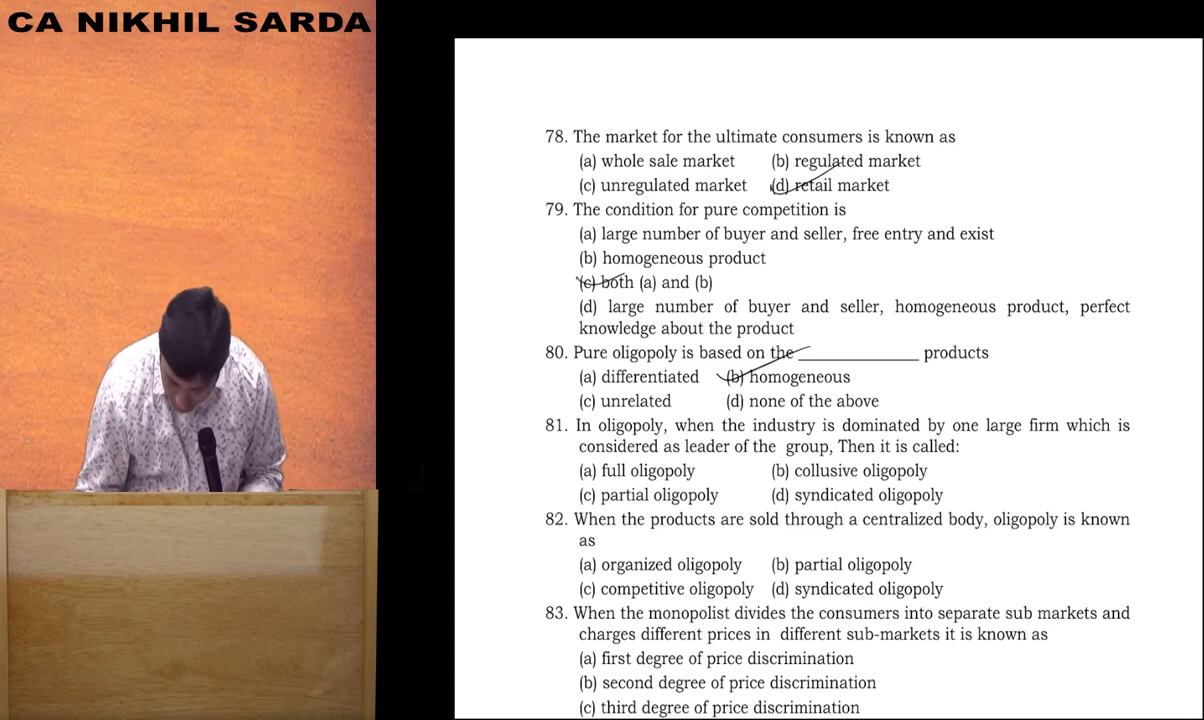 CA NIKHIL SARDA
78. The market for the ultimate consumers is known as
(a) whole sale market (b) regulated market
(c) unregulated market (d) retail market
79. The condition for pure competition is
(a) large number of buyer and seller, free entry and exist
(b) homogeneous product
(c) both (a) and (b)
(d) large number of buyer and seller, homogeneous product, perfect
knowledge about the product
80. Pure oligopoly is based on the ______________ products
(a) differentiated (b) homogeneous
(c) unrelated (d) none of the above
81. In oligopoly, when the industry is dominated by one large firm which is
considered as leader of the group, Then it is called:
(a) full oligopoly (b) collusive oligopoly
(c) partial oligopoly (d) syndicated oligopoly
82. When the products are sold through a centralized body, oligopoly is known
as
(a) organized oligopoly (b) partial oligopoly
(c) competitive oligopoly (d) syndicated oligopoly
83. When the monopolist divides the consumers into separate sub markets and
charges different prices in different sub-markets it is known as
(a) first degree of price discrimination
(b) second degree of price discrimination
(c) third degree of price discrimination